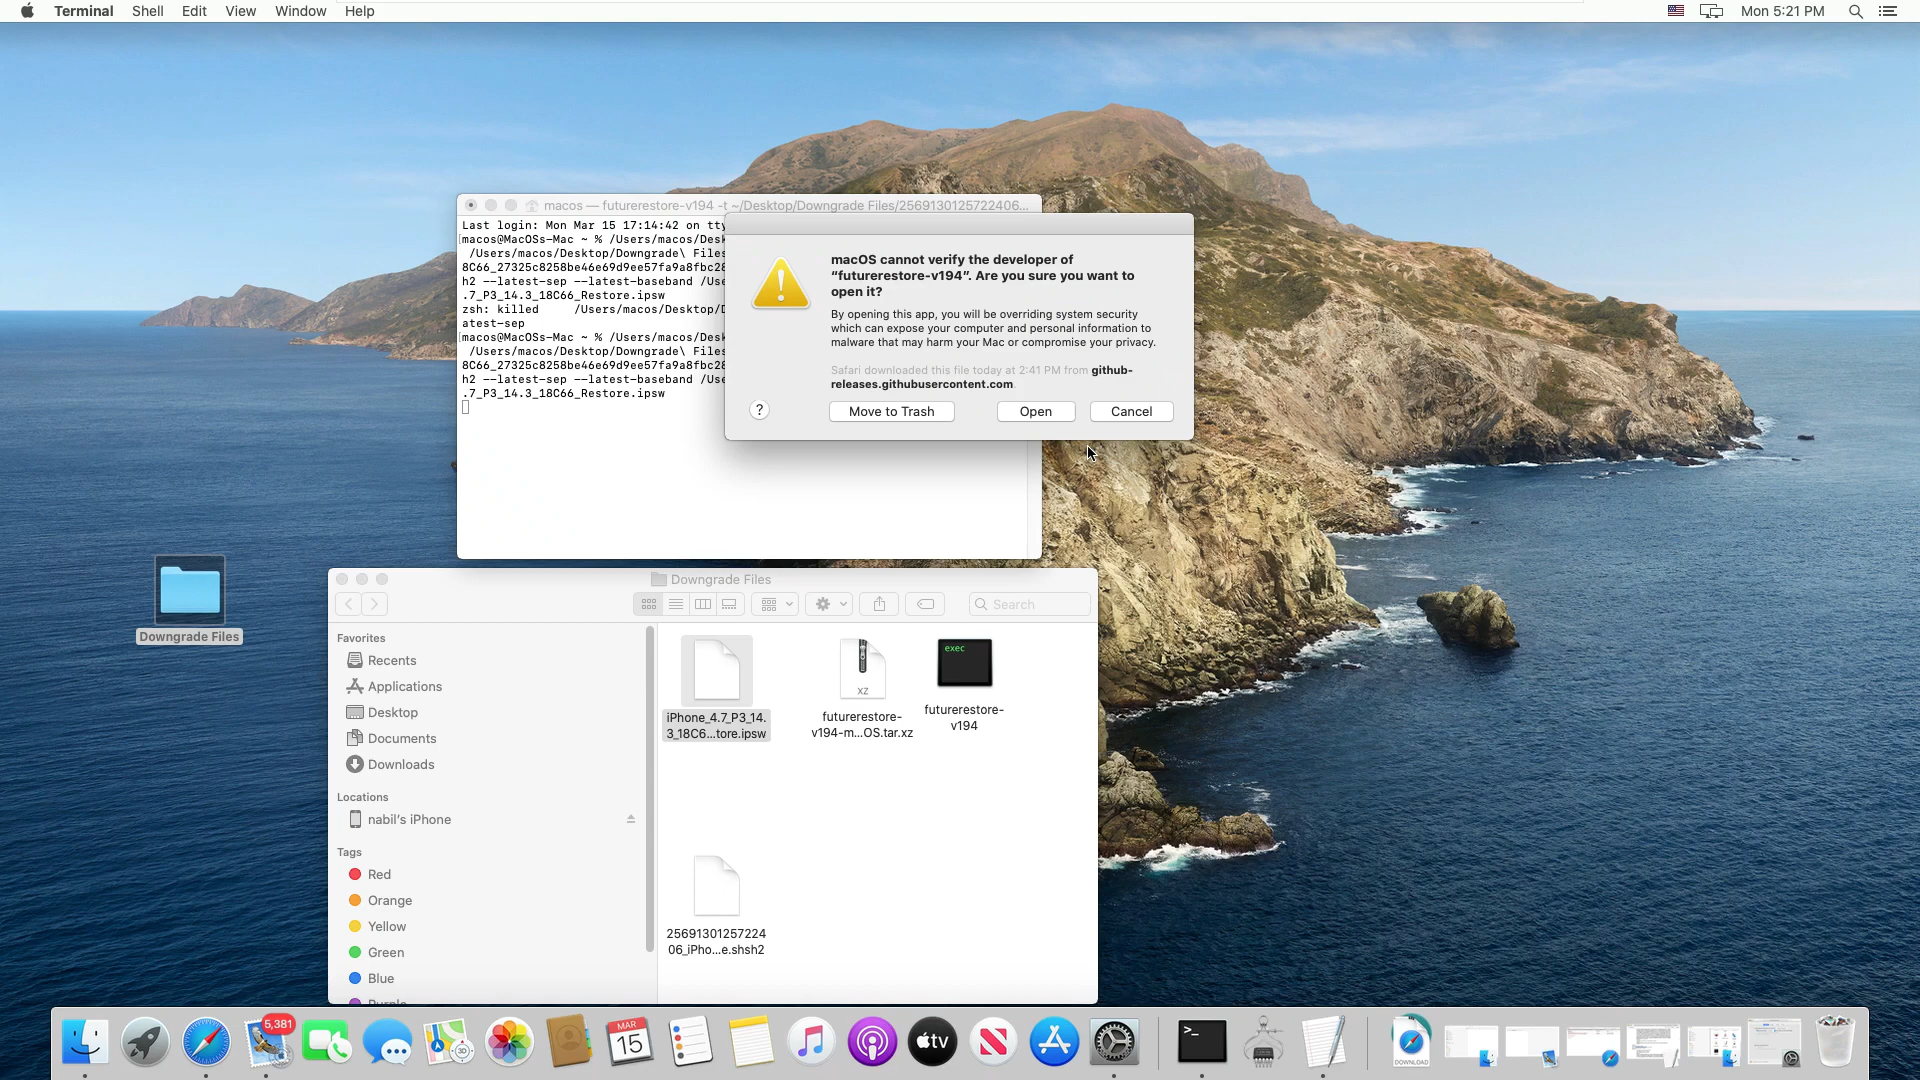 Terminal Shell Edit View Window Help
Mon 5:21 PM
macos — futurerestore-v194 -t ~/Desktop/Downgrade Files/2569130125722406...
Last login: Mon Mar 15 17:14:42 on tty
[macos@MacOSs-Mac ~ % /Users/macos/Desk
/Users/macos/Desktop/Downgrade\ Files
8C66_27325c8258be46e69d9ee57fa9a8fbc28
h2 --latest-sep --latest-baseband /Use
.7_P3_14.3_18C66_Restore.ipsw
zsh: killed /Users/macos/Desktop/D
atest-sep
[macos@MacOSs-Mac ~ % /Users/macos/Desk
/Users/macos/Desktop/Downgrade\ Files
8C66_27325c8258be46e69d9ee57fa9a8fbc28
h2 --latest-sep --latest-baseband /Use
.7_P3_14.3_18C66_Restore.ipsw
macOS cannot verify the developer of
“futurerestore-v194”. Are you sure you want to
open it?
By opening this app, you will be overriding system security
which can expose your computer and personal information to
malware that may harm your Mac or compromise your privacy.
Safari downloaded this file today at 2:41 PM from github-
releases.githubusercontent.com.
? Move to Trash Open Cancel
Downgrade Files
Downgrade Files
Search
Favorites
Recents
Applications
Desktop
Documents
Downloads
Locations
nabil's iPhone
Tags
Red
Orange
Yellow
Green
Blue
Purple
iPhone_4.7_P3_14.
3_18C6...tore.ipsw
XZ
futurerestore-
v194-m...OS.tar.xz
exec
futurerestore-
v194
25691301257224
06_iPho...e.shsh2
5,381
3D
MAR
15
tv
>_
DOWNLOAD